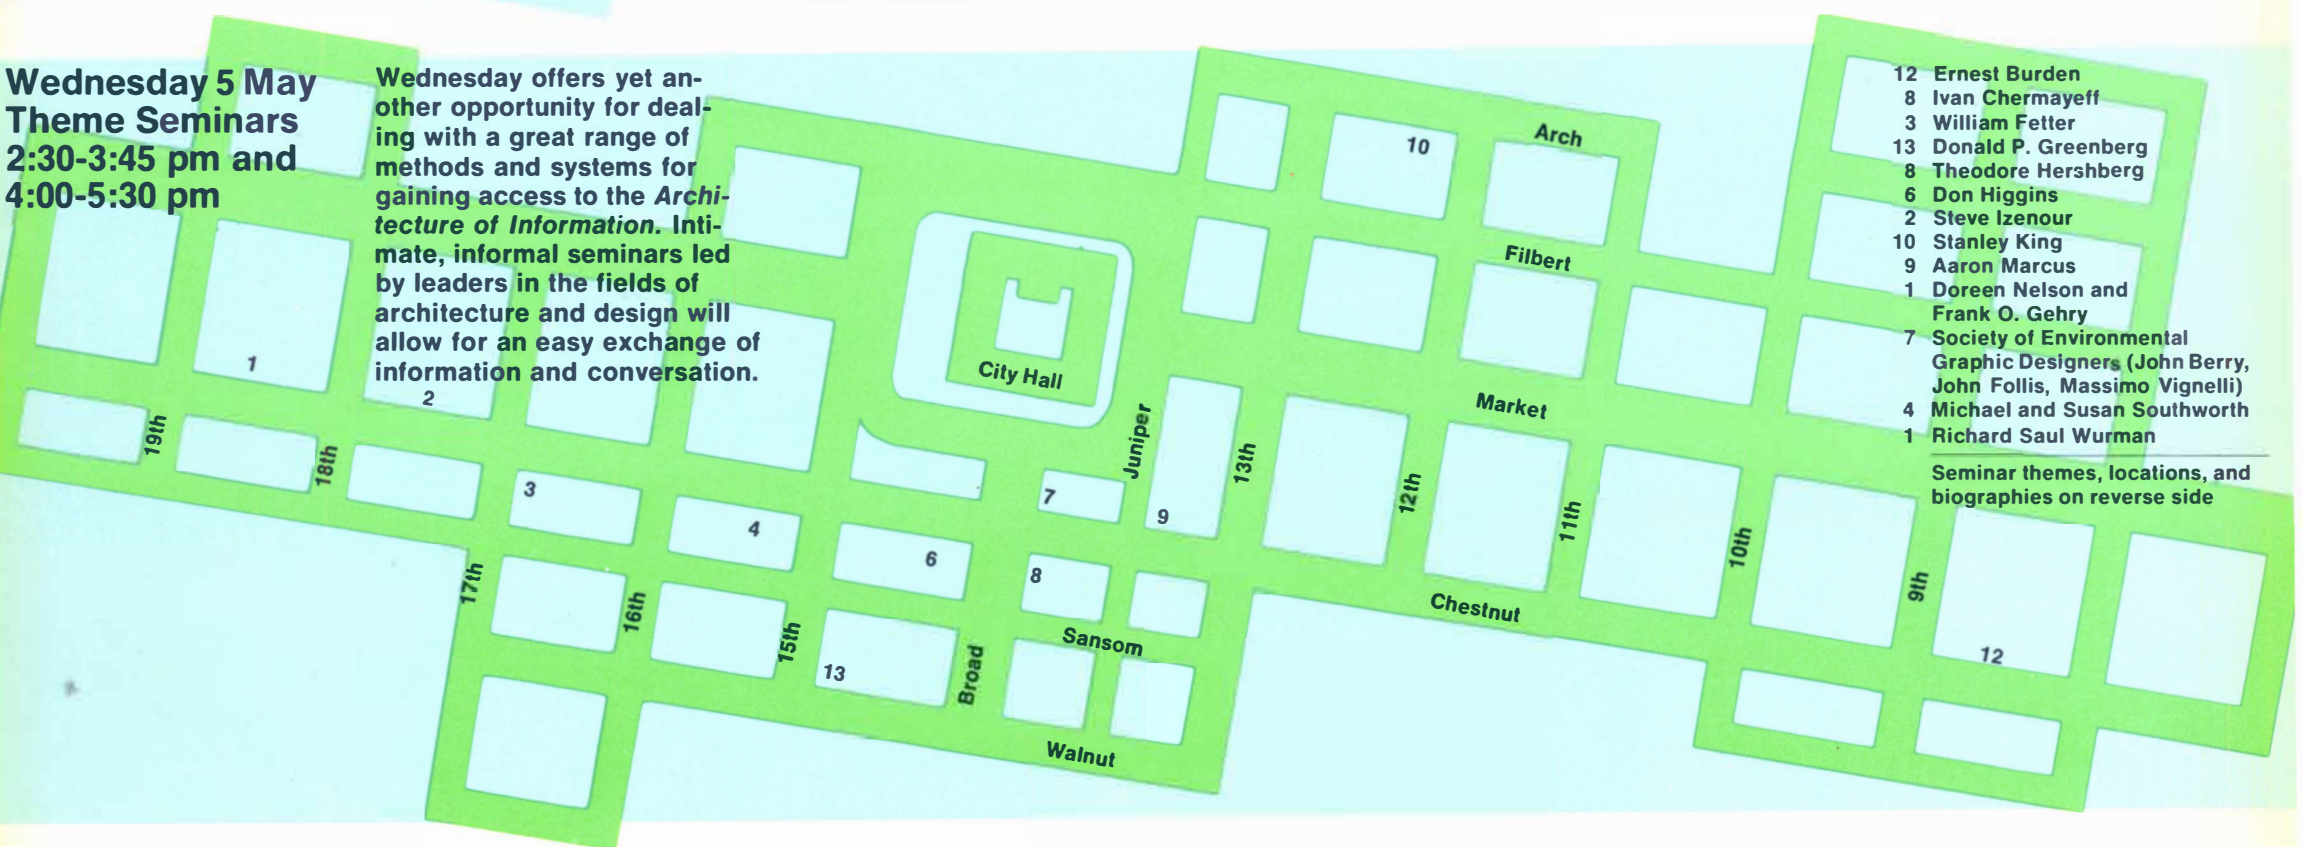 Wednesday 5 May
Theme Seminars
2:30-3:45 pm and
4:00-5:30 pm
Wednesday offers yet an-
other opportunity for deal-
ing with a great range of
methods and systems for
gaining access to the Archi-
tecture of Information. Inti-
mate, informal seminars led
by leaders in the fields of
architecture and design will
allow for an easy exchange of
information and conversation.
12 Ernest Burden
8 Ivan Chermayeff
3 William Fetter
13 Donald P. Greenberg
8 Theodore Hershberg
6 Don Higgins
2 Steve Izenour
10 Stanley King
9 Aaron Marcus
1 Doreen Nelson and
Frank O. Gehry
7 Society of Environmental
Graphic Designers (John Berry,
John Follis, Massimo Vignelli)
4 Michael and Susan Southworth
1 Richard Saul Wurman
Seminar themes, locations, and
biographies on reverse side
10
Arch
Filbert
City Hall
Market
1
2
19th
18th
3
4
6
7
8
9
Juniper
13th
12th
11th
10th
9th
17th
16th
15th
13
Broad
Sansom
Chestnut
12
Walnut